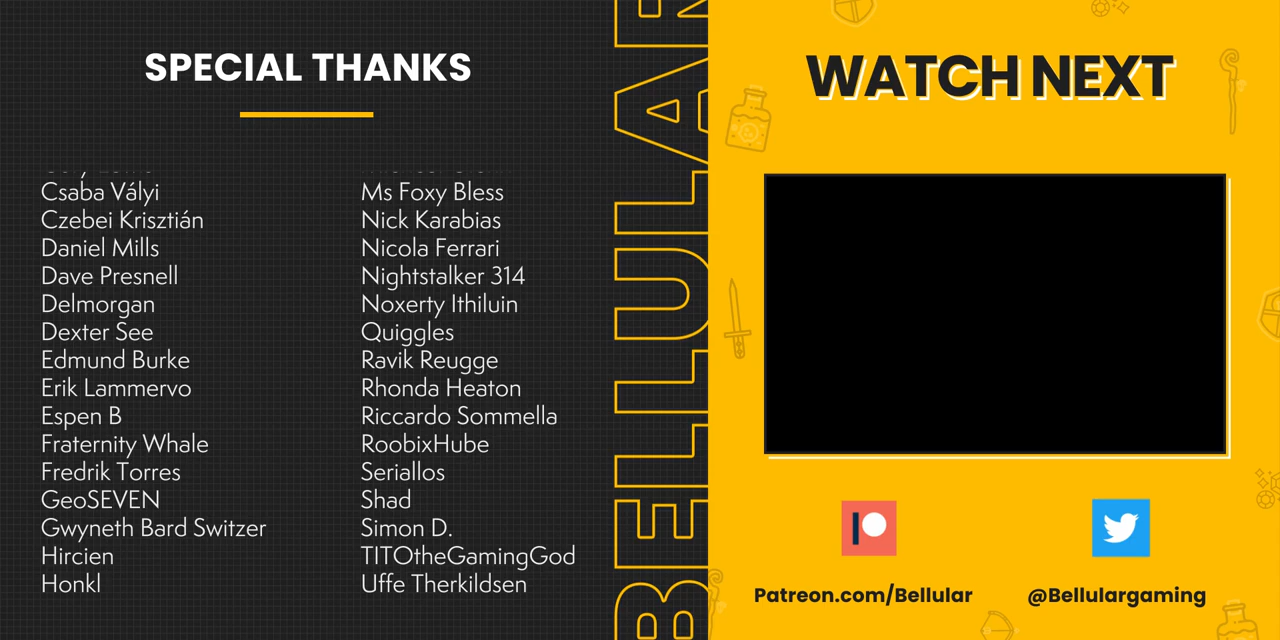 SPECIAL THANKS
Csaba Vályi
Czebei Krisztián
Daniel Mills
Dave Presnell
Delmorgan
Dexter See
Edmund Burke
Erik Lammervo
Espen B
Fraternity Whale
Fredrik Torres
GeoSEVEN
Gwyneth Bard Switzer
Hircien
Honkl
Ms Foxy Bless
Nick Karabias
Nicola Ferrari
Nightstalker 314
Noxerty Ithiluin
Quiggles
Ravik Reugge
Rhonda Heaton
Riccardo Sommella
RoobixHube
Seriallos
Shad
Simon D.
TITOtheGamingGod
Uffe Therkildsen
BELLULAR
WATCH NEXT
Patreon.com/Bellular
@Bellulargaming